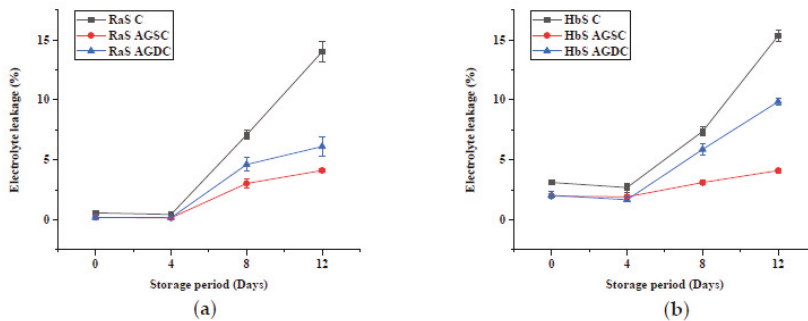 RaS C
RaS AGSC
RaS AGDC
15
10
5
0
Electrolyte leakage (%)
0 4 8 12
Storage period (Days)
(a)
HbS C
HbS AGSC
HbS AGDC
15
10
5
0
Electrolyte leakage (%)
0 4 8 12
Storage period (Days)
(b)